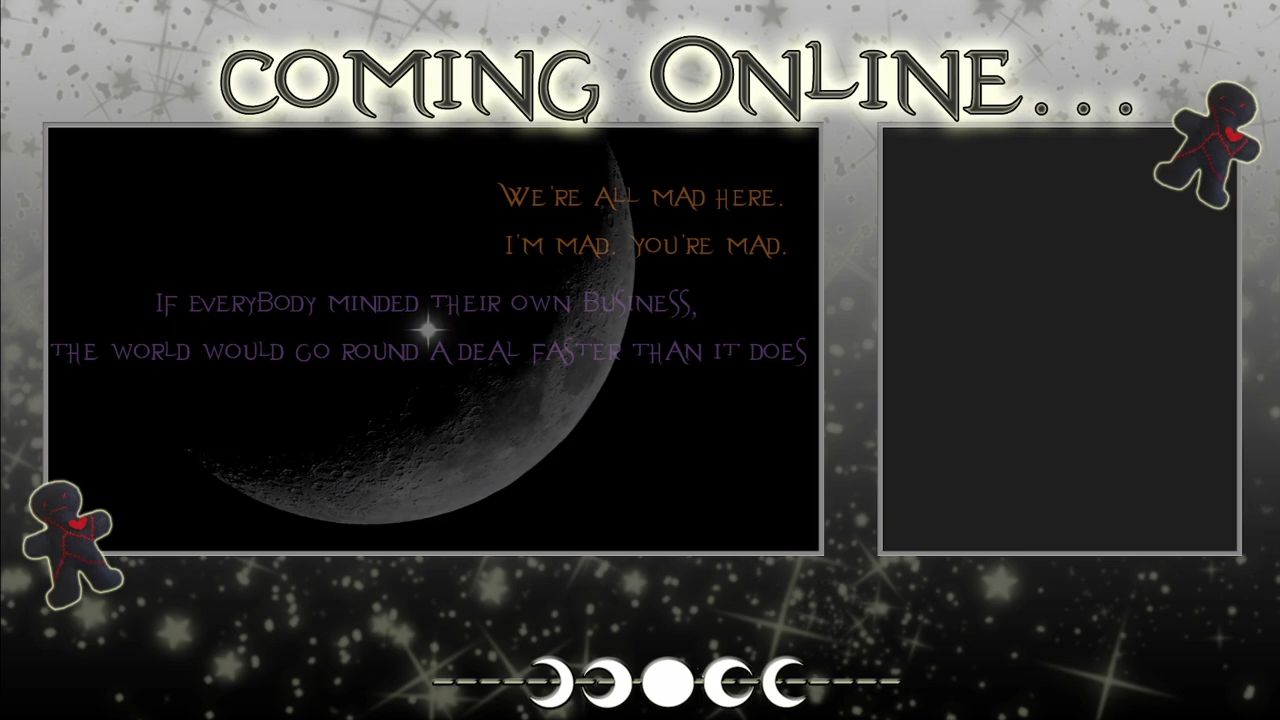 Coming Online...
We're all mad here.
I'm mad. You're mad.
If everybody minded their own business,
the world would go round a deal faster than it does